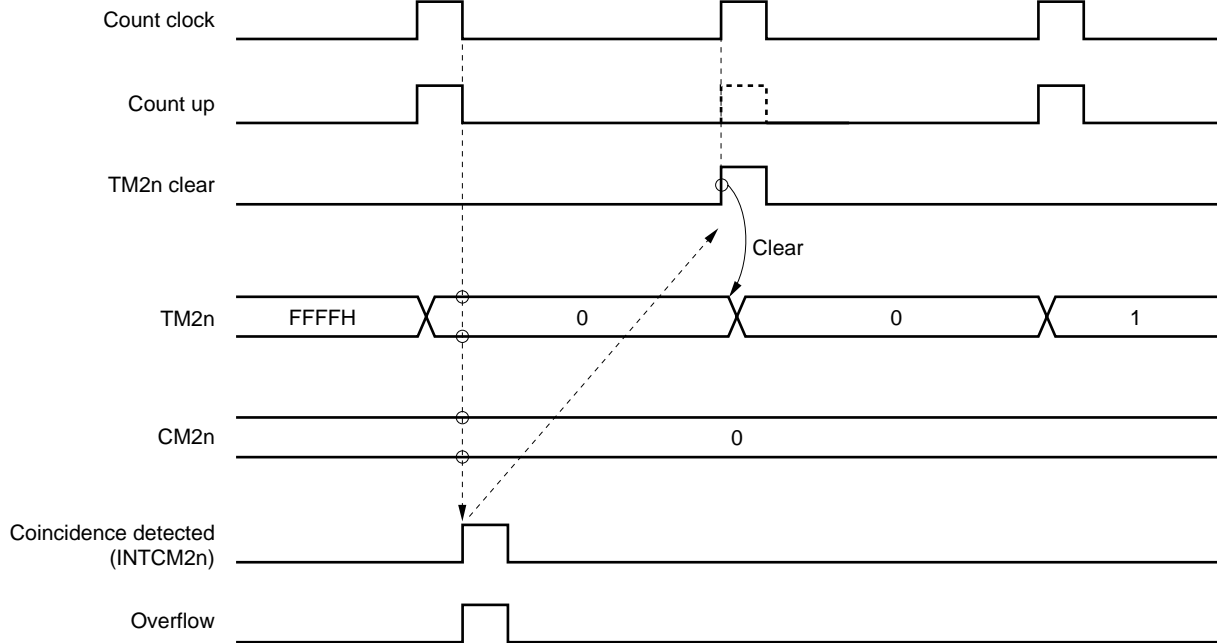 Count clock
Count up
TM2n clear
Clear
TM2n
FFFFH
0
0
1
CM2n
0
Coincidence detected
(INTCM2n)
Overflow